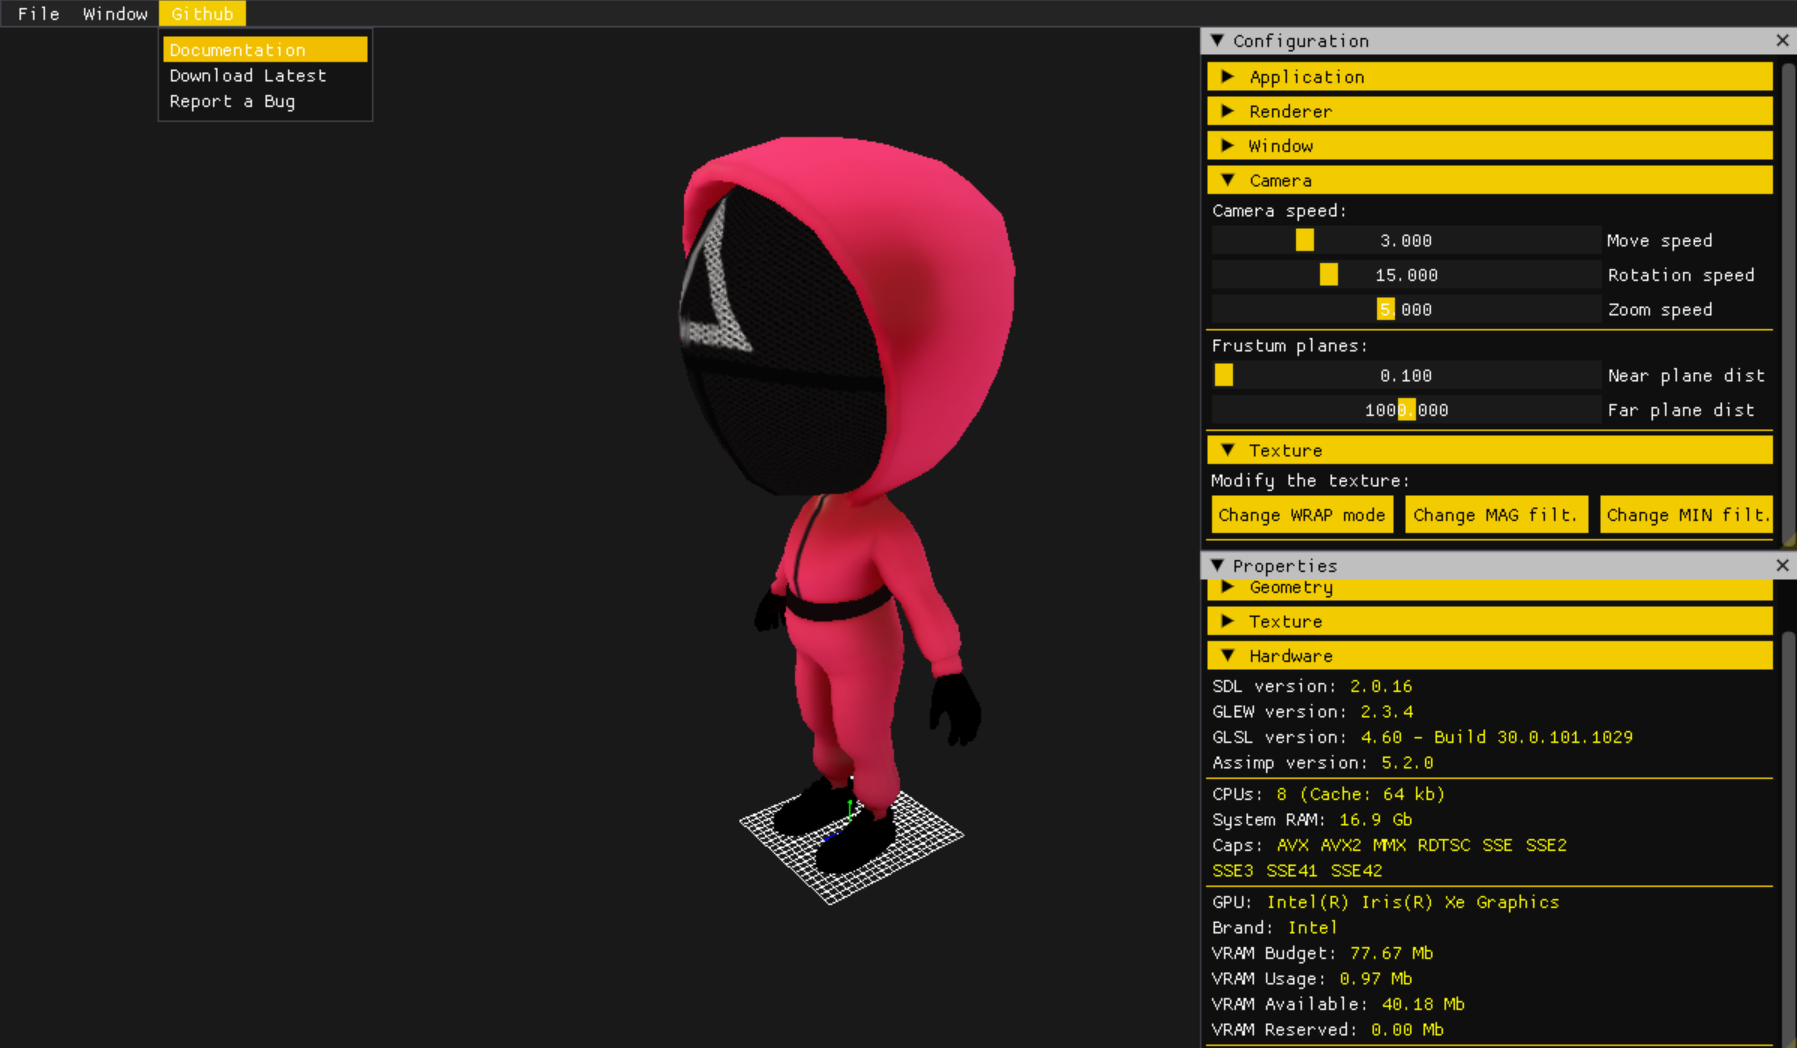 File Window Github
Documentation
Download Latest
Report a Bug
Configuration
Application
Renderer
Window
Camera
Camera speed:
3.000 Move speed
15.000 Rotation speed
5.000 Zoom speed
Frustum planes:
0.100 Near plane dist
1000.000 Far plane dist
Texture
Modify the texture:
Change WRAP mode Change MAG filt. Change MIN filt.
Properties
Geometry
Texture
Hardware
SDL version: 2.0.16
GLEW version: 2.3.4
GLSL version: 4.60 - Build 30.0.101.1029
Assimp version: 5.2.0
CPUs: 8 (Cache: 64 kb)
System RAM: 16.9 Gb
Caps: AVX AVX2 MMX RDTSC SSE SSE2
SSE3 SSE41 SSE42
GPU: Intel(R) Iris(R) Xe Graphics
Brand: Intel
VRAM Budget: 77.67 Mb
VRAM Usage: 0.97 Mb
VRAM Available: 40.18 Mb
VRAM Reserved: 0.00 Mb